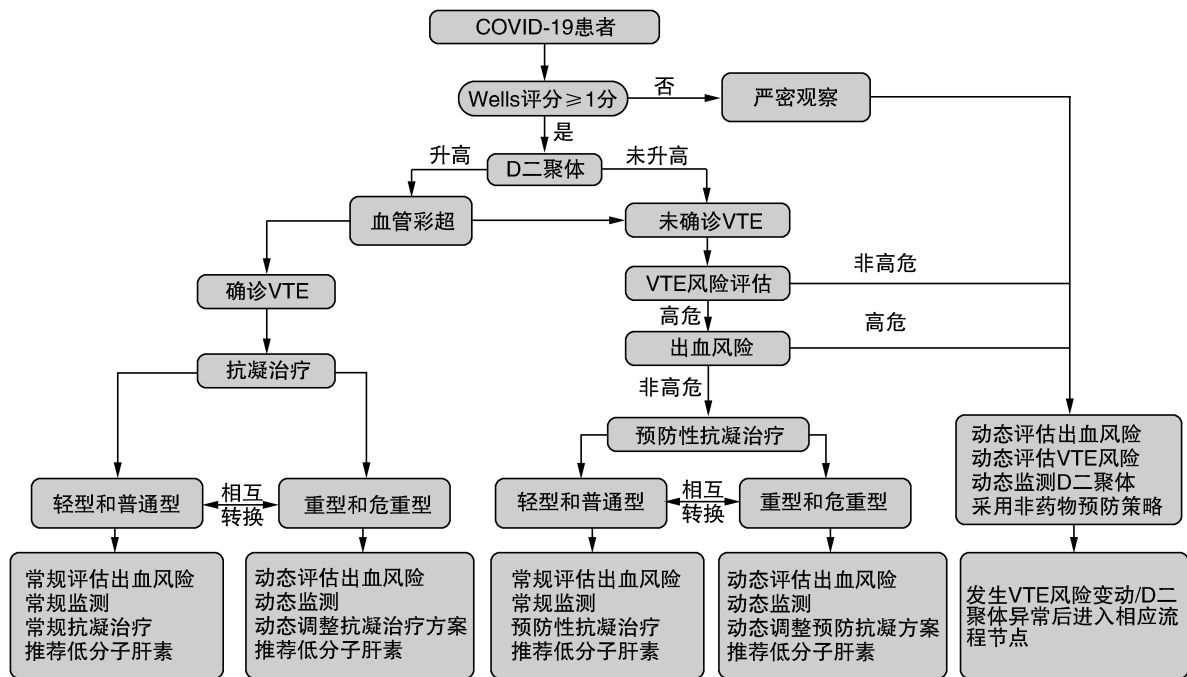 COVID-19患者
Wells评分≥1分
否
严密观察
是
升高
D二聚体
未升高
血管彩超
未确诊VTE
确诊VTE
VTE风险评估
非高危
高危
出血风险
高危
抗凝治疗
非高危
预防性抗凝治疗
动态评估出血风险
动态评估VTE风险
动态监测D二聚体
采用非药物预防策略
轻型和普通型
相互
转换
重型和危重型
轻型和普通型
相互
转换
重型和危重型
常规评估出血风险
常规监测
常规抗凝治疗
推荐低分子肝素
动态评估出血风险
动态监测
动态调整抗凝治疗方案
推荐低分子肝素
常规评估出血风险
常规监测
预防性抗凝治疗
推荐低分子肝素
动态评估出血风险
动态监测
动态调整预防抗凝方案
推荐低分子肝素
发生VTE风险变动/D二
聚体异常后进入相应流
程节点